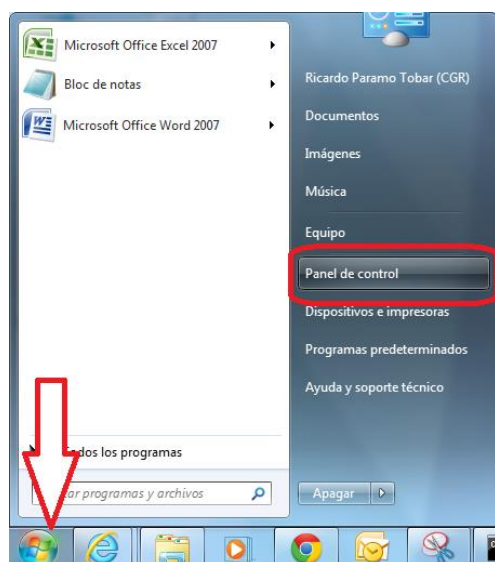 Microsoft Office Excel 2007
Bloc de notas
Microsoft Office Word 2007
los programas
programas y archivos
Ricardo Paramo Tobar (CGR)
Documentos
Imágenes
Música
Equipo
Panel de control
Dispositivos e impresoras
Programas predeterminados
Ayuda y soporte técnico
Apagar